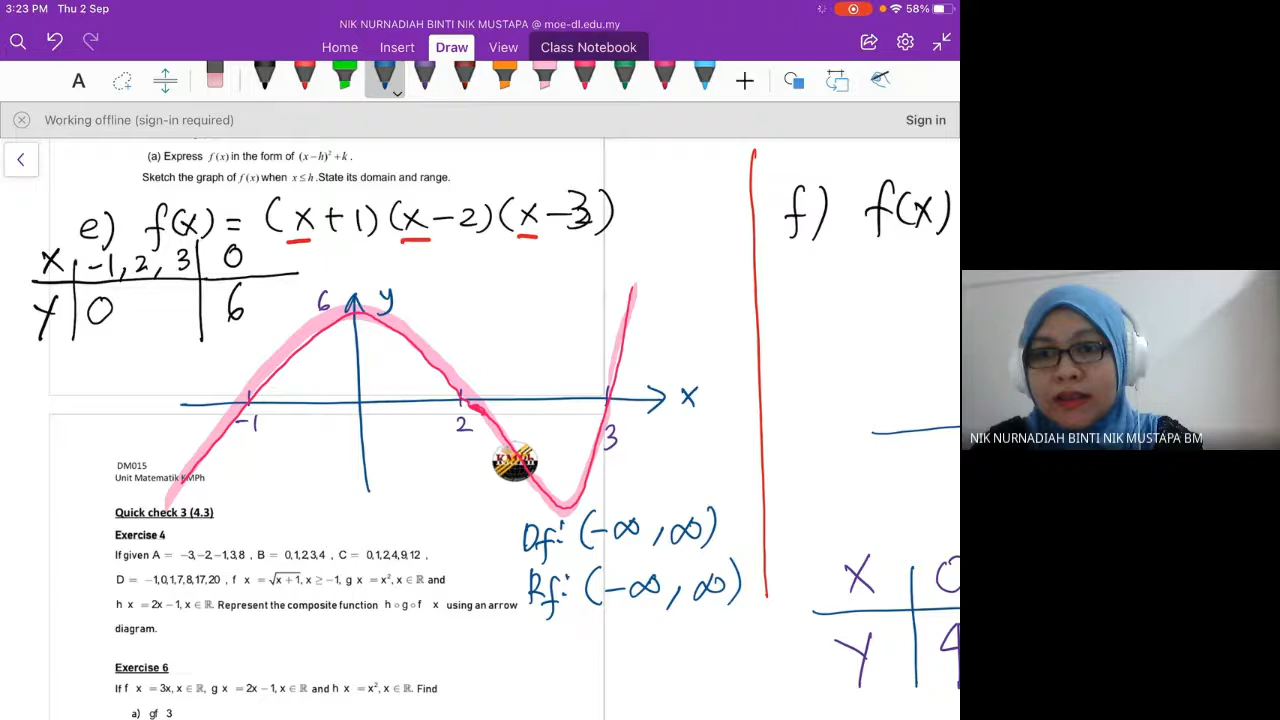 3:23 PM Thu 2 Sep
58%
NIK NURNADIAH BINTI NIK MUSTAPA @ moe-dl.edu.my
Home Insert Draw View Class Notebook
A
Working offline (sign-in required)
Sign in
(a) Express f(x) in the form of (x−h)²+k.
Sketch the graph of f(x) when x≤h.State its domain and range.
e) f(x) = (x+1)(x−2)(x−3)
x | -1, 2, 3 | 0
y | 0 | 6
6 y
x
-1 2 3
KMPh
Df: (-∞, ∞)
Rf: (-∞, ∞)
f) f(x)
x 0
y 4
DM015
Unit Matematik KMPh
Quick check 3 (4.3)
Exercise 4
If given A = −3,−2,−1,3,8 , B = 0,1,2,3,4 , C = 0,1,2,4,9,12 ,
D = −1,0,1,7,8,17,20 , f x = √x+1, x ≥ −1, g x = x², x ∈ ℝ and
h x = 2x − 1, x ∈ ℝ. Represent the composite function h∘g∘f x using an arrow
diagram.
Exercise 6
If f x = 3x, x ∈ ℝ, g x = 2x − 1, x ∈ ℝ and h x = x², x ∈ ℝ. Find
a) gf 3
NIK NURNADIAH BINTI NIK MUSTAPA BM